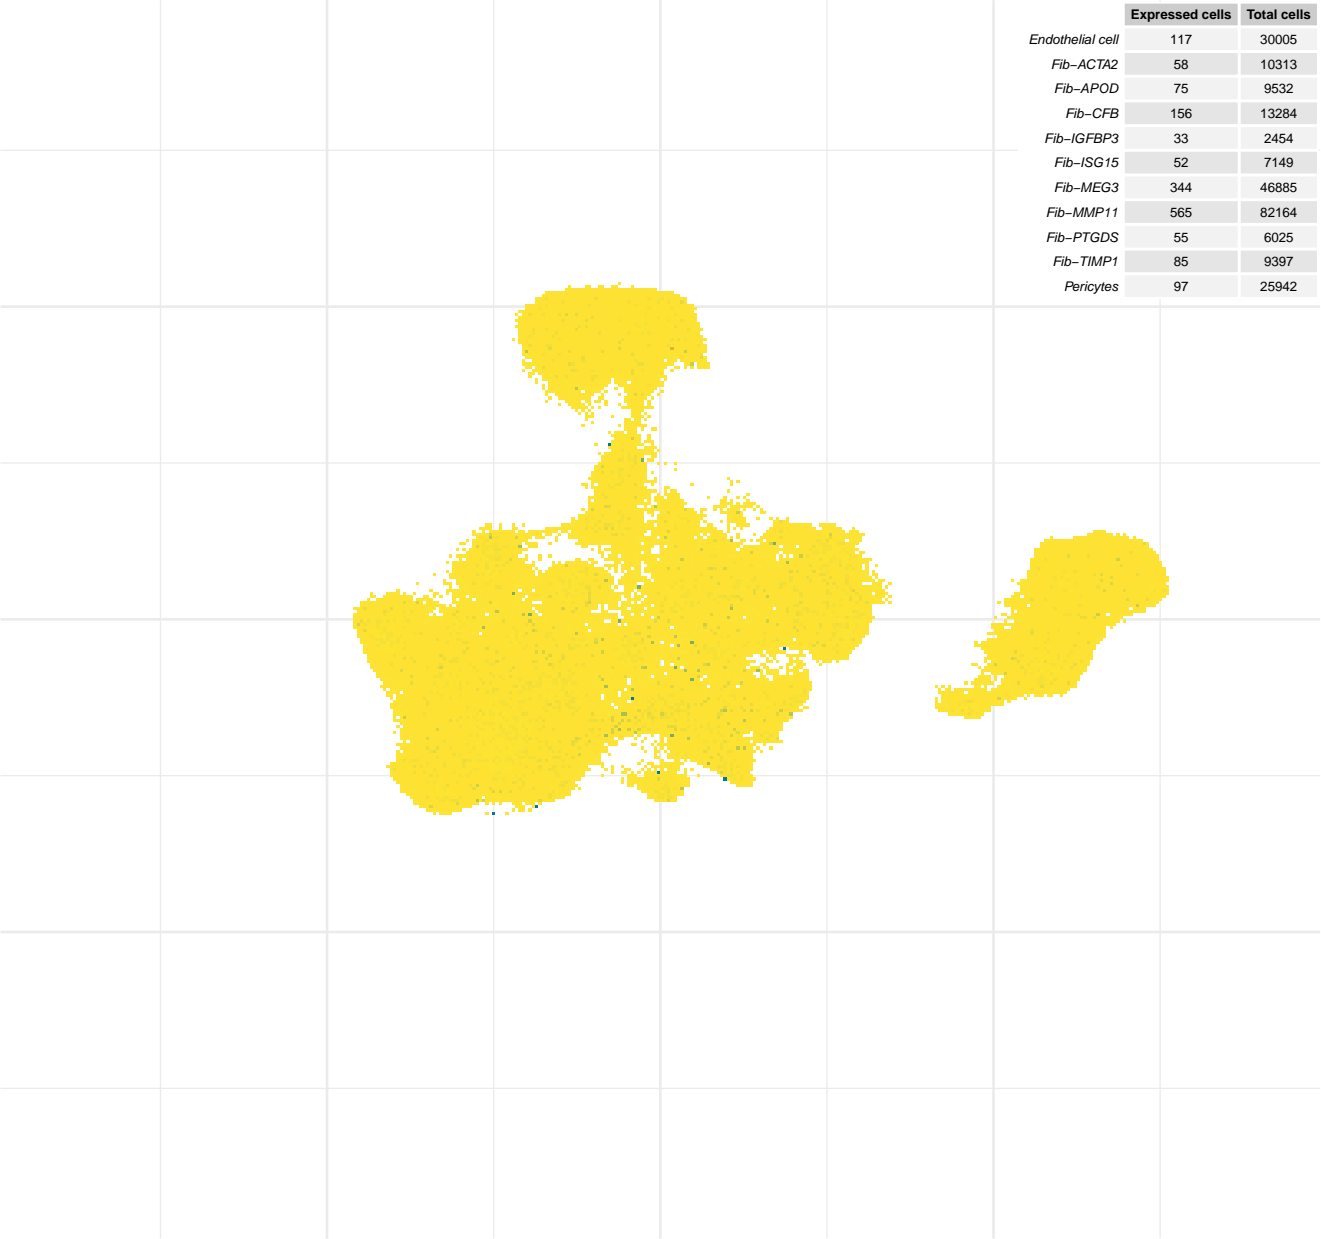 Expressed cells Total cells
Endothelial cell 117 30005
Fib−ACTA2 58 10313
Fib−APOD 75 9532
Fib−CFB 156 13284
Fib−IGFBP3 33 2454
Fib−ISG15 52 7149
Fib−MEG3 344 46885
Fib−MMP11 565 82164
Fib−PTGDS 55 6025
Fib−TIMP1 85 9397
Pericytes 97 25942